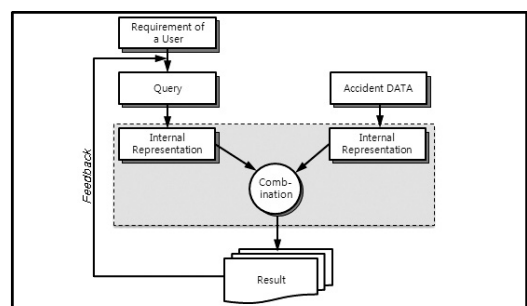 Requirement of
a User
Query
Accident DATA
Internal
Representation
Internal
Representation
Comb-
ination
Feedback
Result